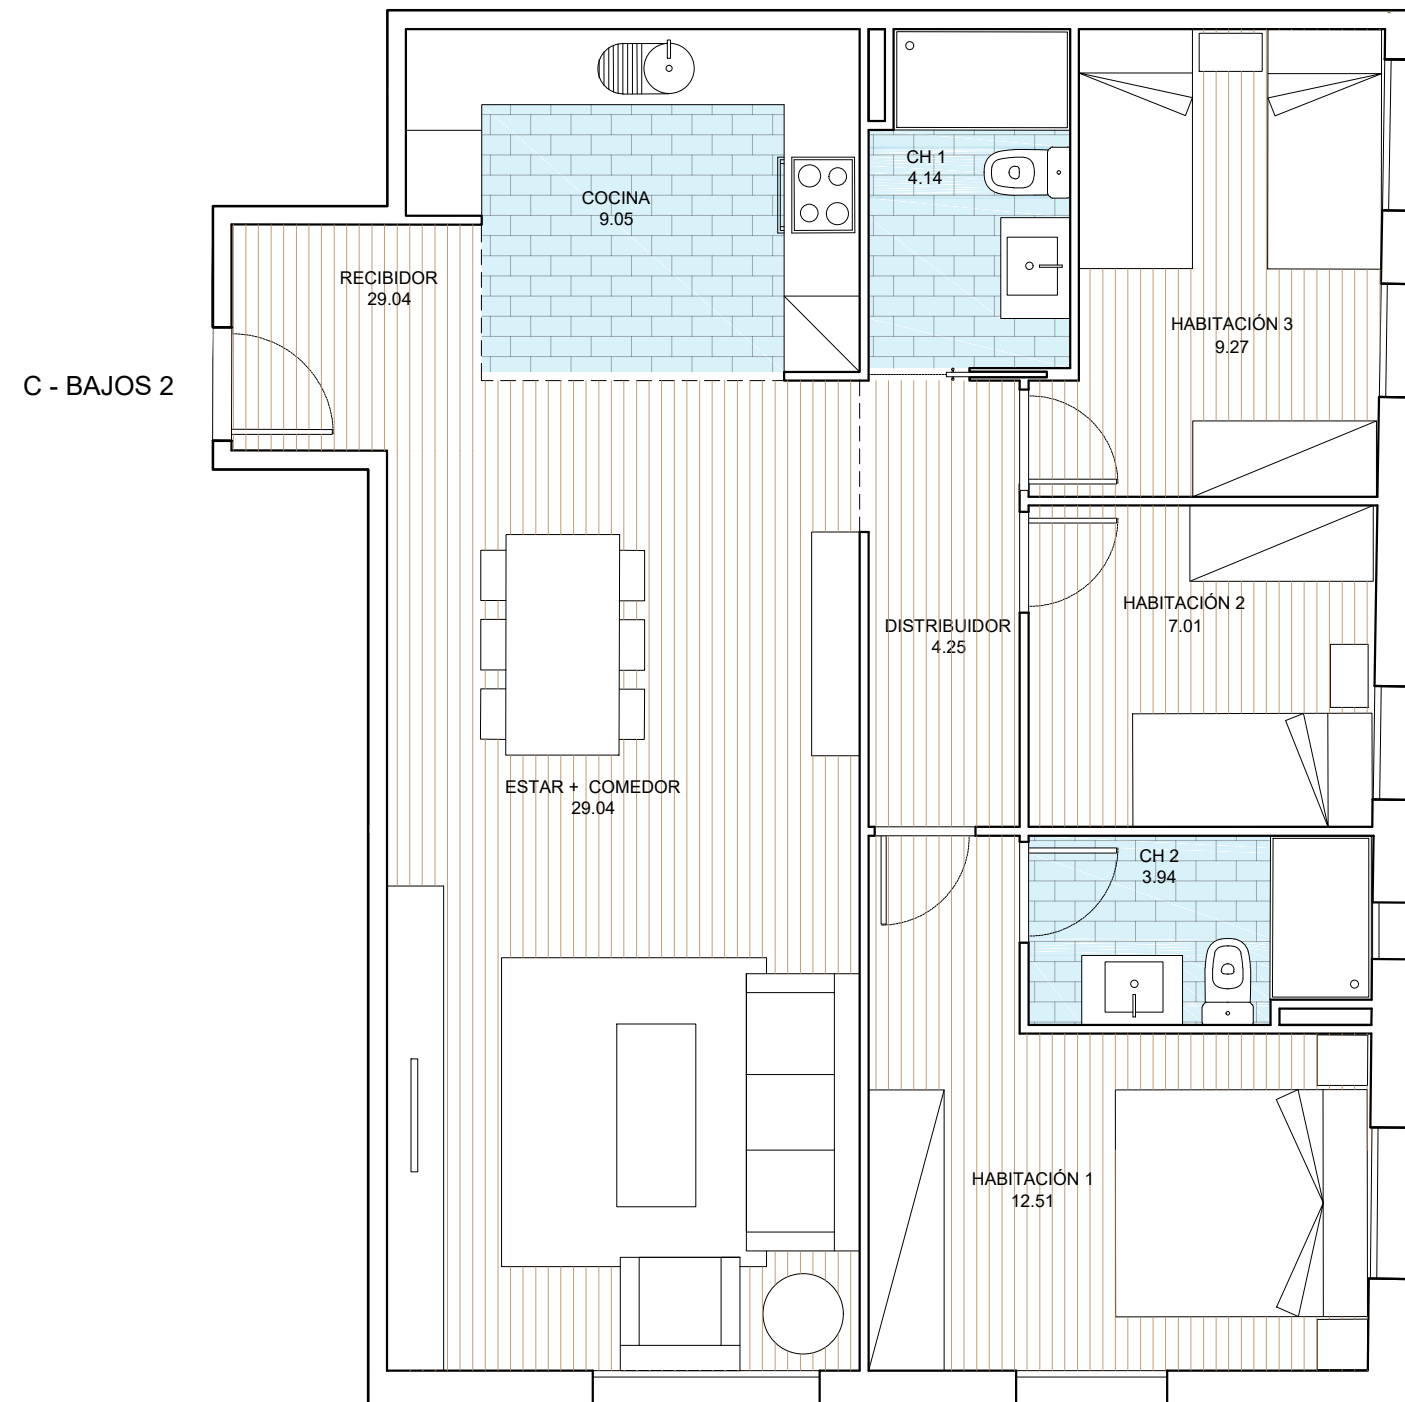 CH 1
4.14
COCINA
9.05
RECIBIDOR
29.04
HABITACIÓN 3
9.27
C - BAJOS 2
HABITACIÓN 2
7.01
DISTRIBUIDOR
4.25
ESTAR + COMEDOR
29.04
CH 2
3.94
HABITACIÓN 1
12.51